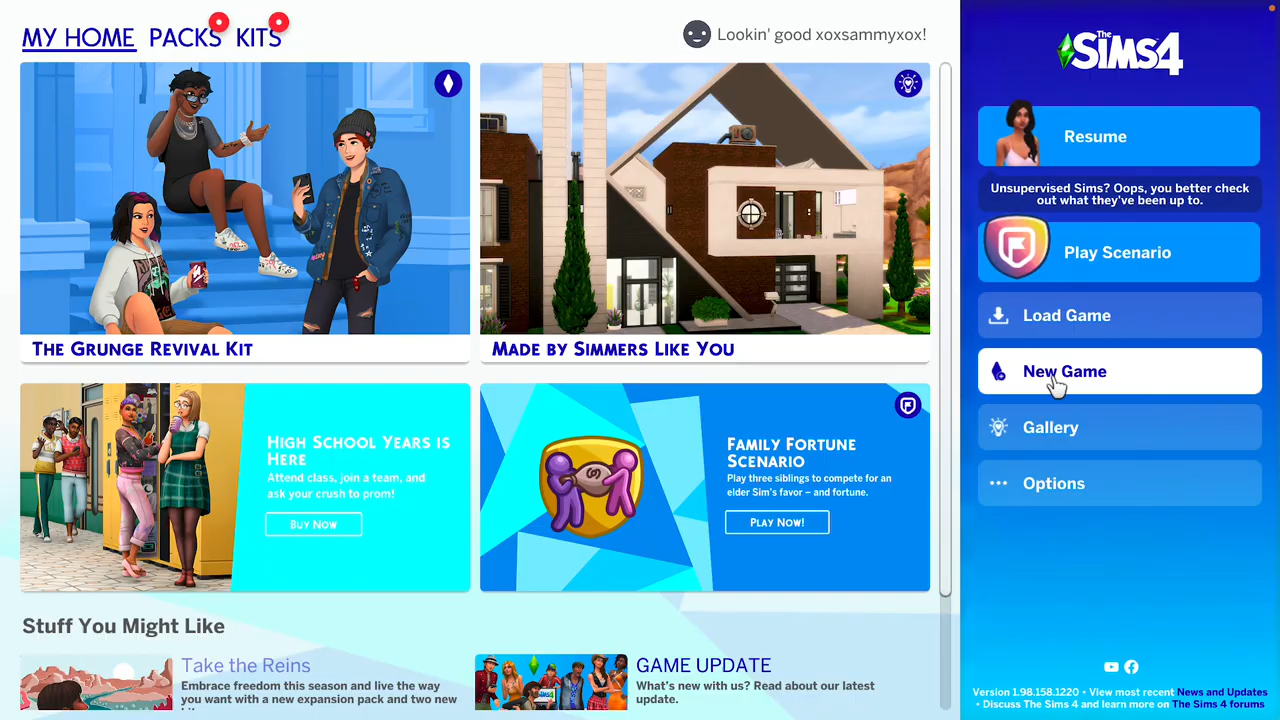 MY HOME PACKS KITS
Lookin' good xoxsammyxox!
THE GRUNGE REVIVAL KIT
MADE BY SIMMERS LIKE YOU
HIGH SCHOOL YEARS IS
HERE
Attend class, join a team, and
ask your crush to prom!
BUY NOW
FAMILY FORTUNE
SCENARIO
Play three siblings to compete for an
elder Sim's favor – and fortune.
PLAY NOW!
Stuff You Might Like
Take the Reins
Embrace freedom this season and live the way
you want with a new expansion pack and two new
GAME UPDATE
What's new with us? Read about our latest
update.
The SIMS 4
Resume
Unsupervised Sims? Oops, you better check
out what they've been up to.
Play Scenario
Load Game
New Game
Gallery
Options
Version 1.98.158.1220 • View most recent News and Updates
• Discuss The Sims 4 and learn more on The Sims 4 forums